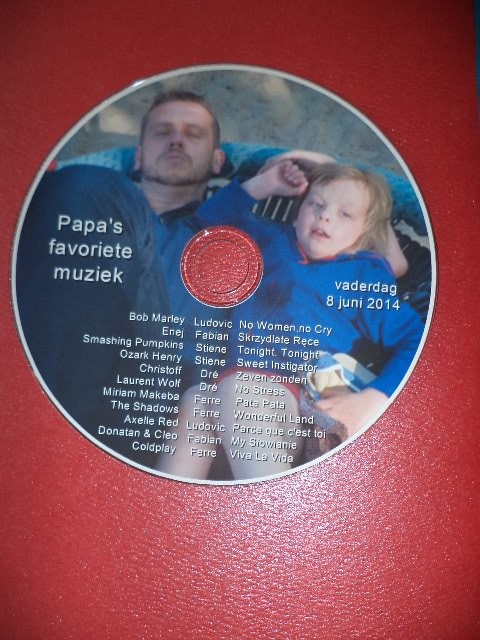 Papa's
favoriete
muziek
vaderdag
8 juni 2014
Bob Marley Ludovic No Women,no Cry
Enej Fabian Skrzydlate Ręce
Smashing Pumpkins Stiene Tonight, Tonight
Ozark Henry Stiene Sweet Instigator
Christoff Dré Zeven zonden
Laurent Wolf Dré No Stress
Miriam Makeba Ferre Pata Pata
The Shadows Ferre Wonderful Land
Axelle Red Ludovic Parce que c'est toi
Donatan & Cleo Fabian My Slowianie
Coldplay Ferre Viva La Vida